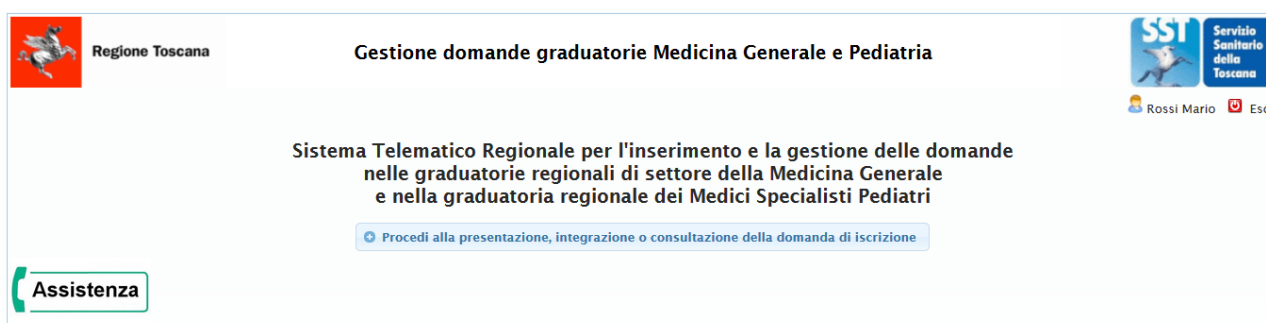 Regione Toscana
Gestione domande graduatorie Medicina Generale e Pediatria
SST
Servizio
Sanitario
della
Toscana
Rossi Mario
Sistema Telematico Regionale per l'inserimento e la gestione delle domande
nelle graduatorie regionali di settore della Medicina Generale
e nella graduatoria regionale dei Medici Specialisti Pediatri
Procedi alla presentazione, integrazione o consultazione della domanda di iscrizione
Assistenza